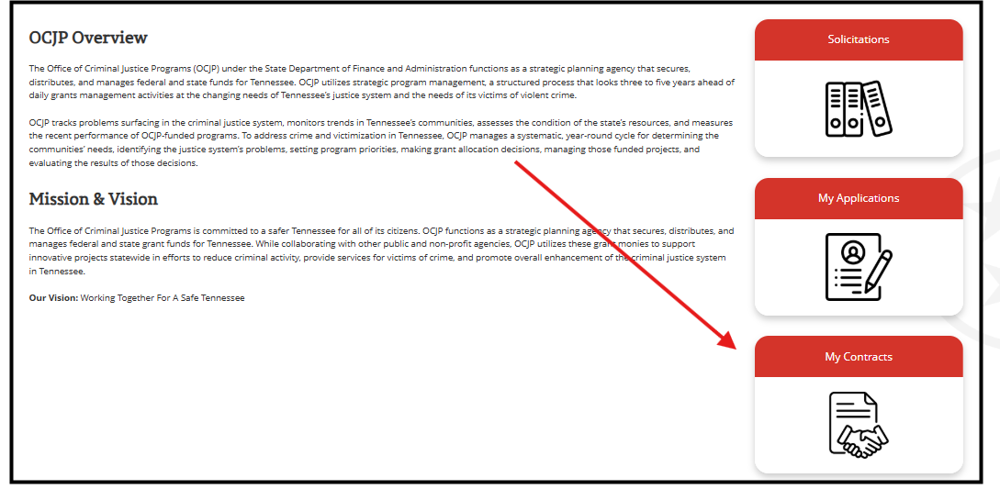 OCJP Overview
The Office of Criminal Justice Programs (OCJP) under the State Department of Finance and Administration functions as a strategic planning agency that secures,
distributes, and manages federal and state funds for Tennessee. OCJP utilizes strategic program management, a structured process that looks three to five years ahead of
daily grants management activities at the changing needs of Tennessee's justice system and the needs of its victims of violent crime.
OCJP tracks problems surfacing in the criminal justice system, monitors trends in Tennessee's communities, assesses the condition of the state's resources, and measures
the recent performance of OCJP-funded programs. To address crime and victimization in Tennessee, OCJP manages a systematic, year-round cycle for determining the
communities' needs, identifying the justice system's problems, setting program priorities, making grant allocation decisions, managing those funded projects, and
evaluating the results of those decisions.
Mission & Vision
The Office of Criminal Justice Programs is committed to a safer Tennessee for all of its citizens. OCJP functions as a strategic planning agency that secures, distributes, and
manages federal and state grant funds for Tennessee. While collaborating with other public and non-profit agencies, OCJP utilizes these grant monies to support
innovative projects statewide in efforts to reduce criminal activity, provide services for victims of crime, and promote overall enhancement of the criminal justice system
in Tennessee.
Our Vision: Working Together For A Safe Tennessee
Solicitations
My Applications
My Contracts